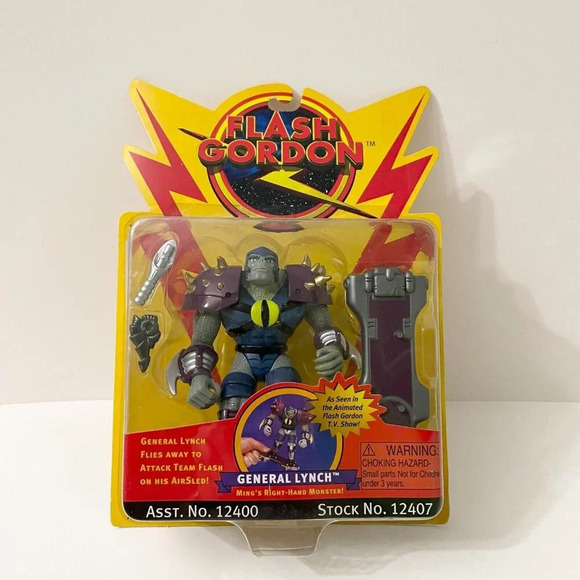 FLASH
GORDON™
As Seen in
the Animated
Flash Gordon
T.V. Show!
General Lynch
Flies away to
Attack Team Flash
on his AirSled!
GENERAL LYNCH™
Ming's Right-Hand Monster!
WARNING:
CHOKING HAZARD-
Small parts. Not for Children
under 3 years.
Asst. No. 12400
Stock No. 12407